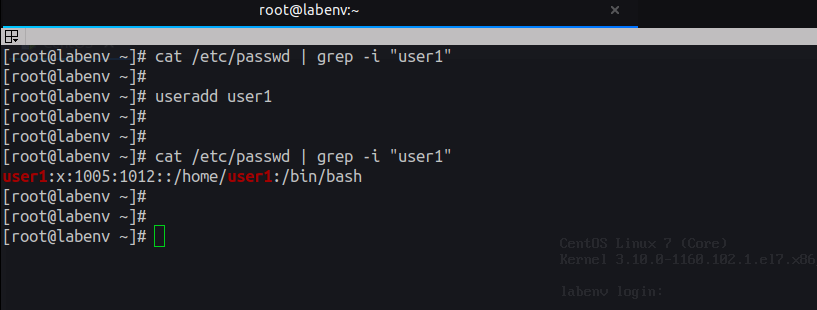 root@labenv:~ ×
[root@labenv ~]# cat /etc/passwd | grep -i "user1"
[root@labenv ~]#
[root@labenv ~]# useradd user1
[root@labenv ~]#
[root@labenv ~]#
[root@labenv ~]# cat /etc/passwd | grep -i "user1"
user1:x:1005:1012::/home/user1:/bin/bash
[root@labenv ~]#
[root@labenv ~]#
[root@labenv ~]#
CentOS Linux 7 (Core)
Kernel 3.10.0-1160.102.1.el7.x86
labenv login: